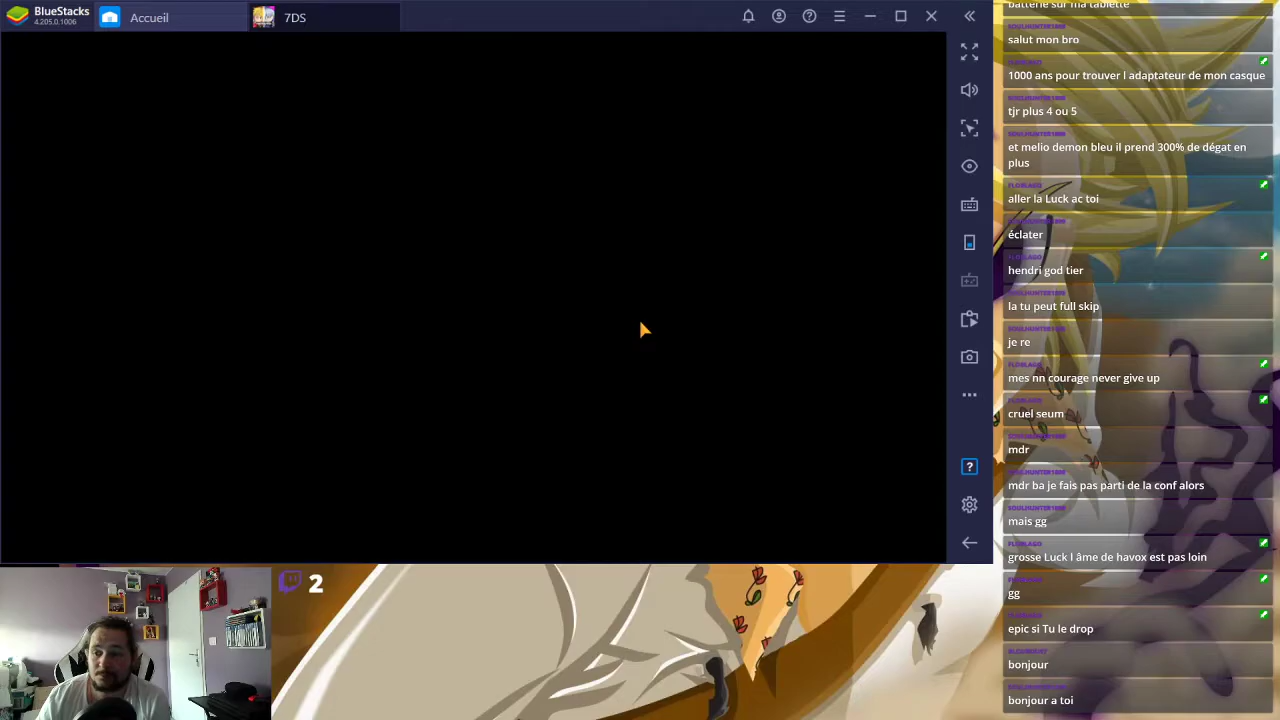 BlueStacks
4.205.0.1006
Accueil
7DS
?
2
batterie sur ma tablette
salut mon bro
1000 ans pour trouver l adaptateur de mon casque
tjr plus 4 ou 5
et melio demon bleu il prend 300% de dégat en
plus
aller la Luck ac toi
éclater
hendri god tier
la tu peut full skip
je re
mes nn courage never give up
cruel seum
mdr
mdr ba je fais pas parti de la conf alors
mais gg
grosse Luck l âme de havox est pas loin
gg
epic si Tu le drop
bonjour
bonjour a toi